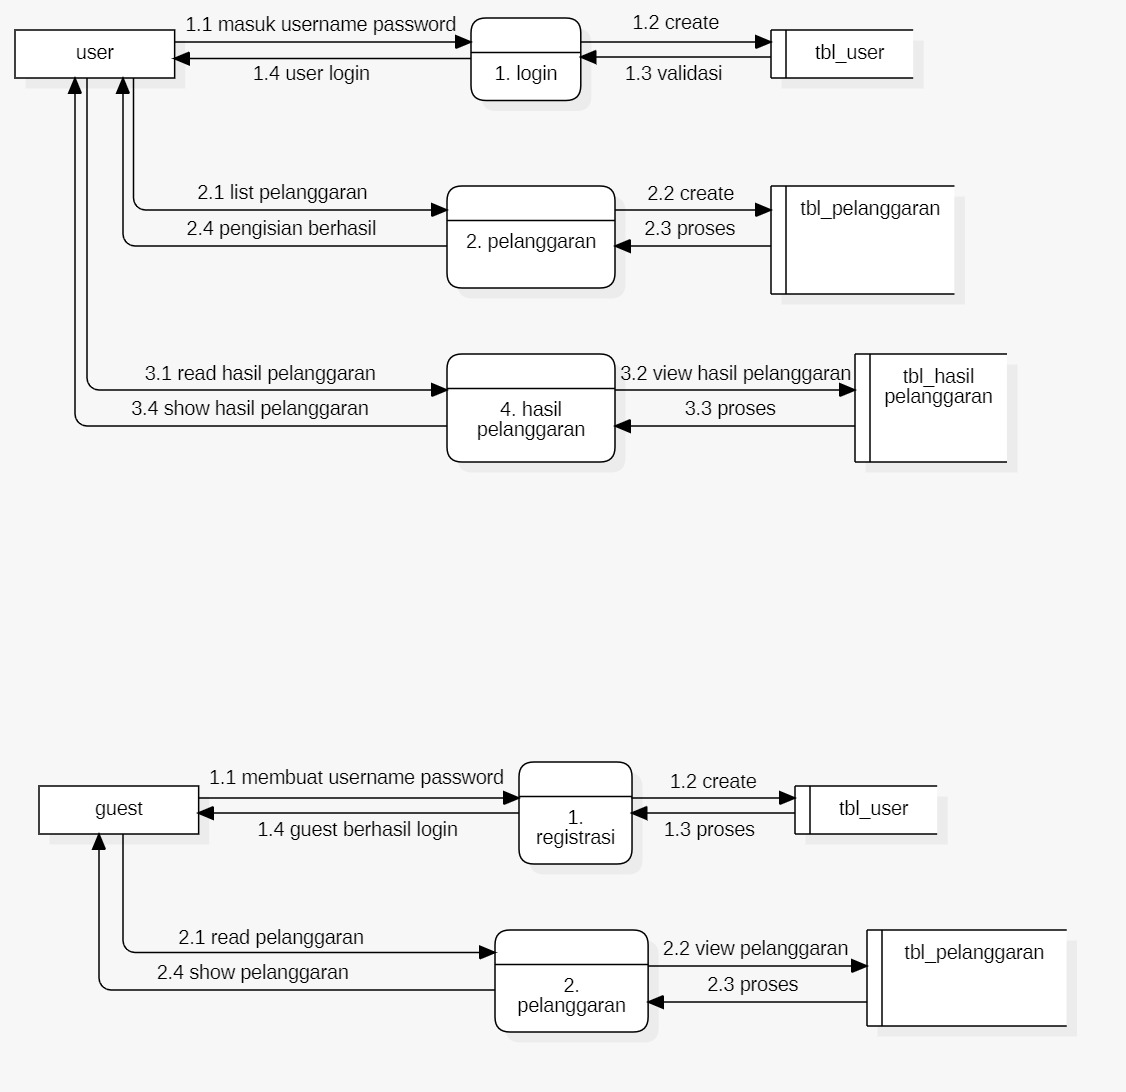 1.1 masuk username password
1.2 create
user
tbl_user
1.4 user login
1. login
1.3 validasi
2.1 list pelanggaran
2.2 create
tbl_pelanggaran
2.4 pengisian berhasil
2. pelanggaran
2.3 proses
3.1 read hasil pelanggaran
3.2 view hasil pelanggaran
tbl_hasil
pelanggaran
3.4 show hasil pelanggaran
4. hasil
pelanggaran
3.3 proses
1.1 membuat username password
1.2 create
guest
tbl_user
1.4 guest berhasil login
1.
registrasi
1.3 proses
2.1 read pelanggaran
2.2 view pelanggaran
tbl_pelanggaran
2.4 show pelanggaran
2.
pelanggaran
2.3 proses